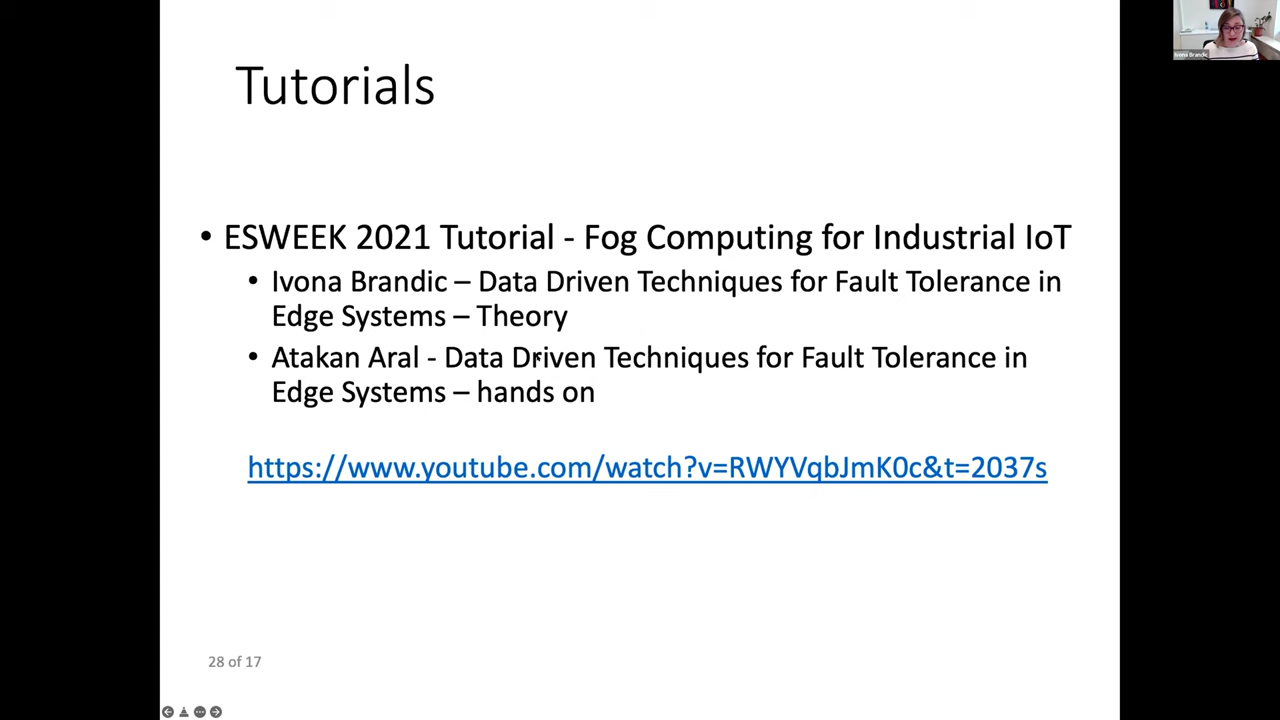 Tutorials
• ESWEEK 2021 Tutorial - Fog Computing for Industrial IoT
• Ivona Brandic – Data Driven Techniques for Fault Tolerance in
Edge Systems – Theory
• Atakan Aral - Data Driven Techniques for Fault Tolerance in
Edge Systems – hands on
https://www.youtube.com/watch?v=RWYVqbJmK0c&t=2037s
28 of 17
Ivona Brandic